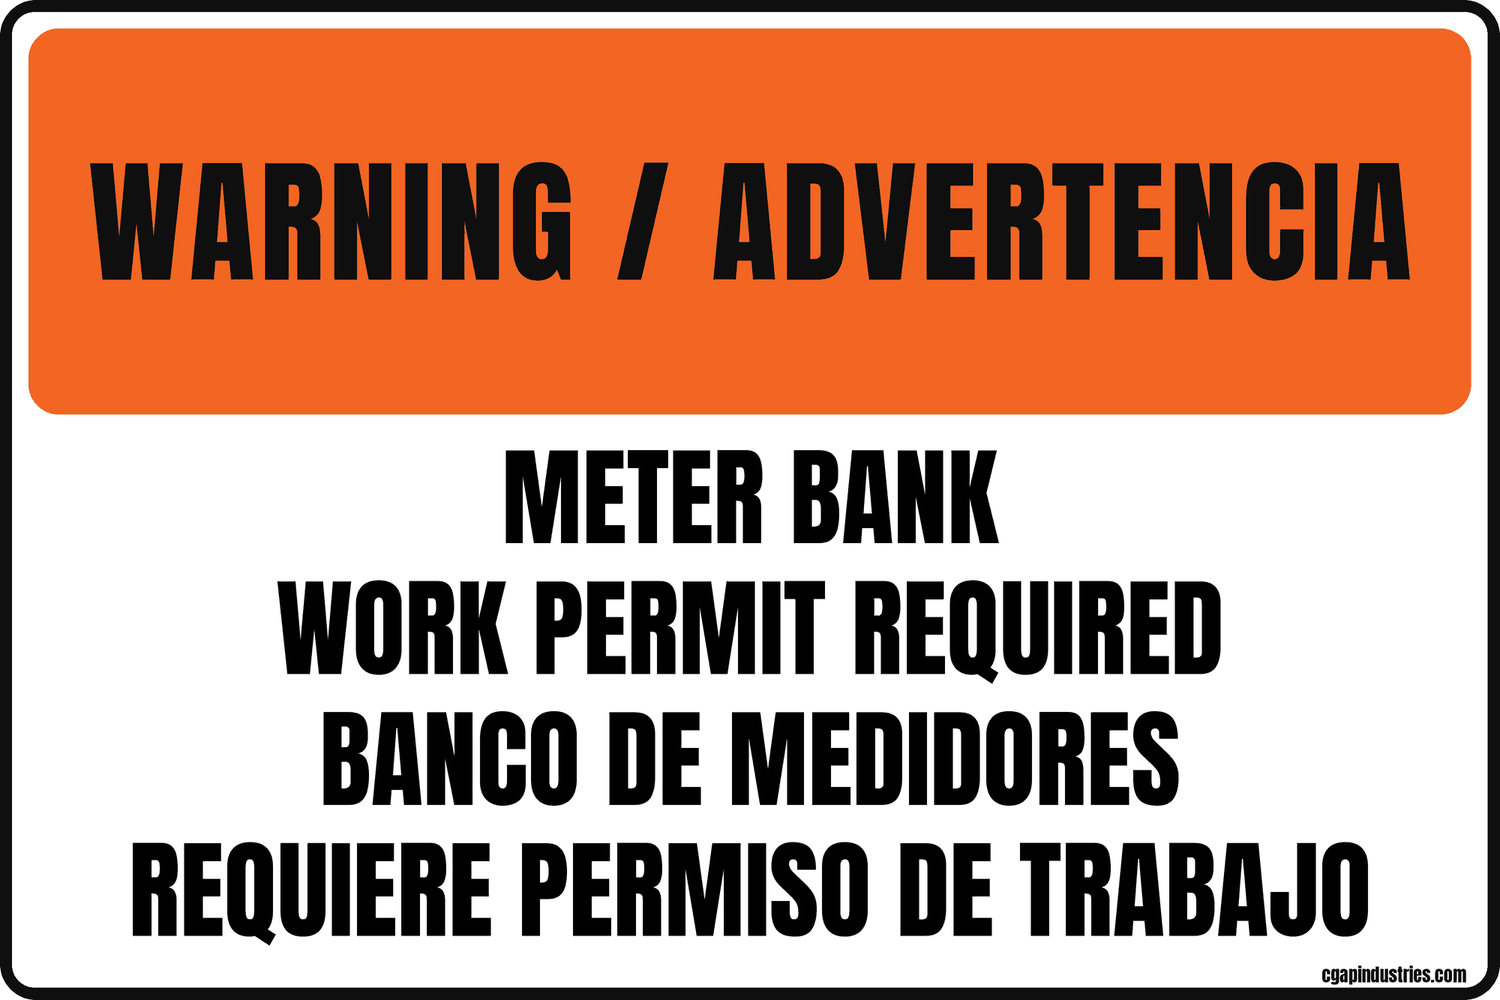 WARNING / ADVERTENCIA
METER BANK
WORK PERMIT REQUIRED
BANCO DE MEDIDORES
REQUIERE PERMISO DE TRABAJO
cgapindustries.com